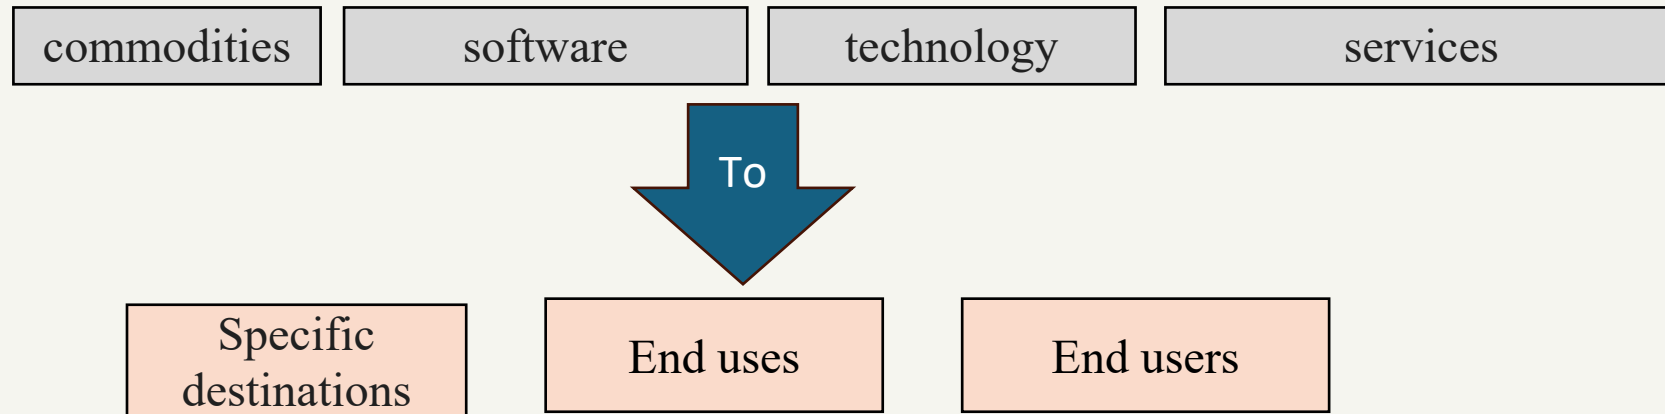 commodities
software
technology
services
To
Specific
destinations
End uses
End users